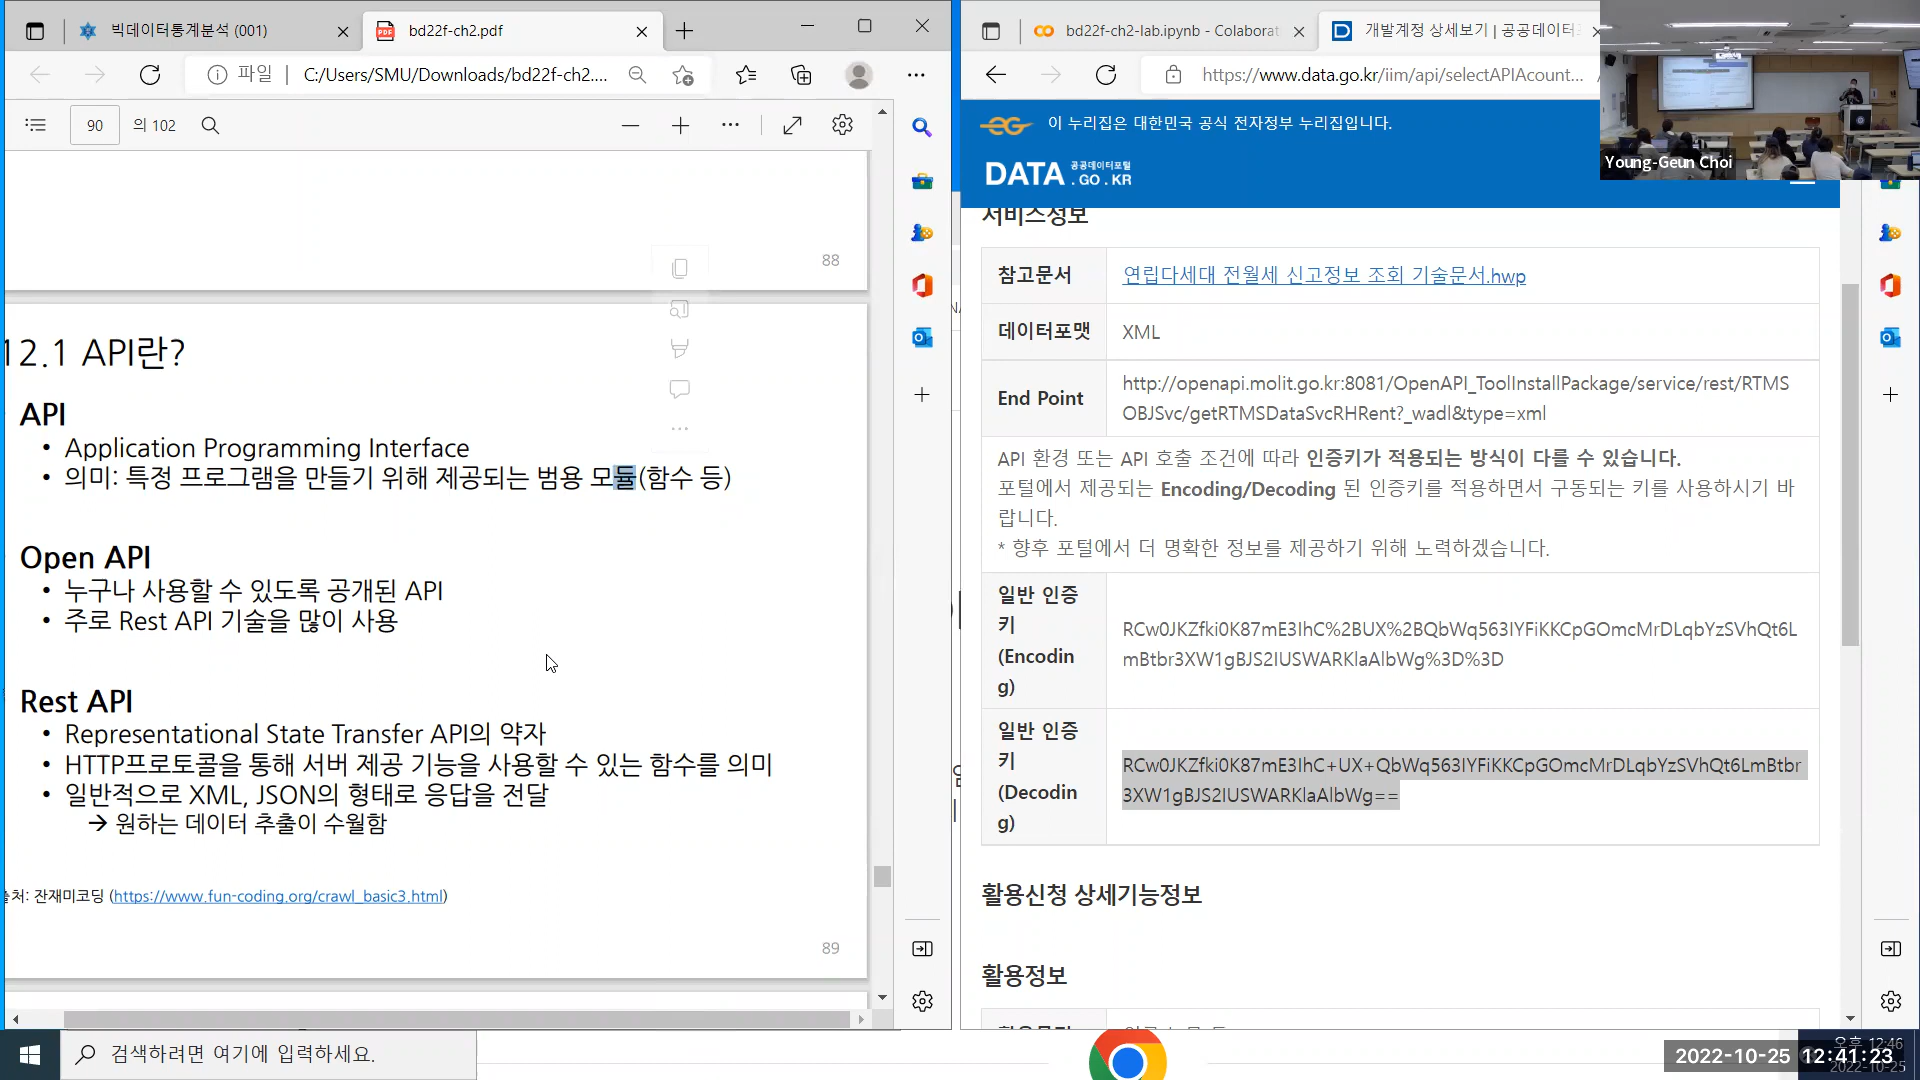 빅데이터통계분석 (001)
bd22f-ch2.pdf
파일
C:/Users/SMU/Downloads/bd22f-ch2....
90 의 102
88
12.1 API란?
API
• Application Programming Interface
• 의미: 특정 프로그램을 만들기 위해 제공되는 범용 모듈(함수 등)
Open API
• 누구나 사용할 수 있도록 공개된 API
• 주로 Rest API 기술을 많이 사용
Rest API
• Representational State Transfer API의 약자
• HTTP프로토콜을 통해 서버 제공 기능을 사용할 수 있는 함수를 의미
• 일반적으로 XML, JSON의 형태로 응답을 전달
→ 원하는 데이터 추출이 수월함
출처: 잔재미코딩 (https://www.fun-coding.org/crawl_basic3.html)
89
bd22f-ch2-lab.ipynb - Colaborat
개발계정 상세보기 | 공공데이터포
https://www.data.go.kr/iim/api/selectAPIAcount...
이 누리집은 대한민국 공식 전자정부 누리집입니다.
DATA 공공데이터포털
.GO.KR
Young-Geun Choi
서비스정보
참고문서
연립다세대 전월세 신고정보 조회 기술문서.hwp
데이터포맷
XML
End Point
http://openapi.molit.go.kr:8081/OpenAPI_ToolInstallPackage/service/rest/RTMS
OBJSvc/getRTMSDataSvcRHRent?_wadl&type=xml
API 환경 또는 API 호출 조건에 따라 인증키가 적용되는 방식이 다를 수 있습니다.
포털에서 제공되는 Encoding/Decoding 된 인증키를 적용하면서 구동되는 키를 사용하시기 바
랍니다.
* 향후 포털에서 더 명확한 정보를 제공하기 위해 노력하겠습니다.
일반 인증
키
(Encodin
g)
RCw0JKZfki0K87mE3IhC%2BUX%2BQbWq563IYFiKKCpGOmcMrDLqbYzSVhQt6L
mBtbr3XW1gBJS2IUSWARKlaAlbWg%3D%3D
일반 인증
키
(Decodin
g)
RCw0JKZfki0K87mE3IhC+UX+QbWq563IYFiKKCpGOmcMrDLqbYzSVhQt6LmBtbr
3XW1gBJS2IUSWARKlaAlbWg==
활용신청 상세기능정보
활용정보
검색하려면 여기에 입력하세요.
오후 12:46
2022-10-25
2022-10-25 12:41:23